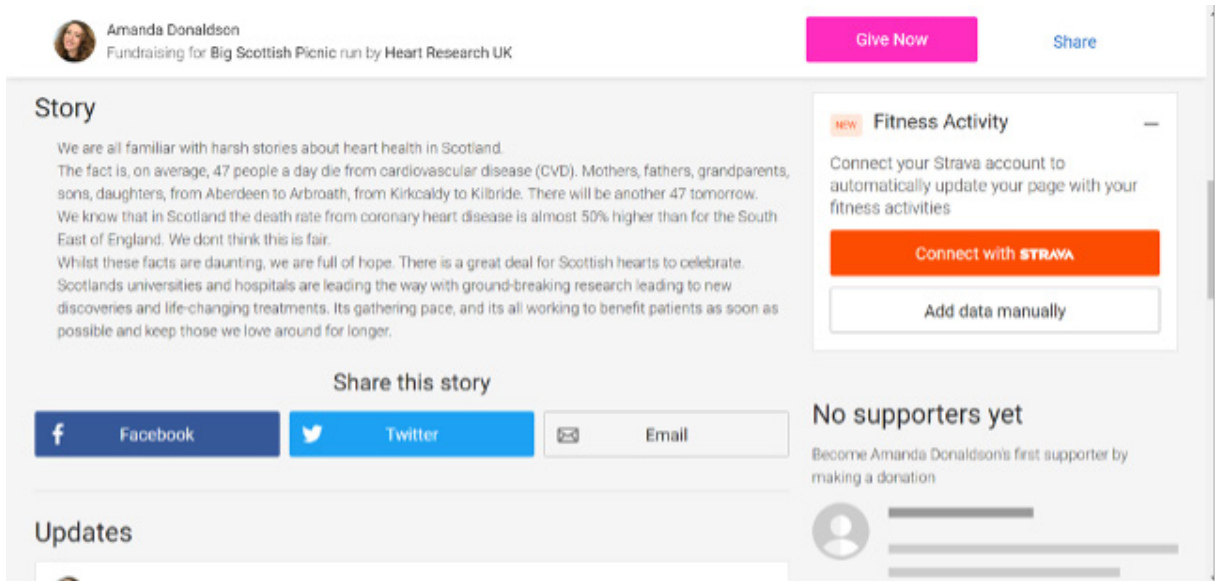 Amanda Donaldson
Fundraising for Big Scottish Picnic run by Heart Research UK
Give Now
Share
Story
We are all familiar with harsh stories about heart health in Scotland.
The fact is, on average, 47 people a day die from cardiovascular disease (CVD). Mothers, fathers, grandparents,
sons, daughters, from Aberdeen to Arbroath, from Kirkcaldy to Kilbride. There will be another 47 tomorrow.
We know that in Scotland the death rate from coronary heart disease is almost 50% higher than for the South
East of England. We dont think this is fair.
Whilst these facts are daunting, we are full of hope. There is a great deal for Scottish hearts to celebrate.
Scotlands universities and hospitals are leading the way with ground-breaking research leading to new
discoveries and life-changing treatments. Its gathering pace, and its all working to benefit patients as soon as
possible and keep those we love around for longer.
Share this story
Facebook
Twitter
Email
Updates
NEW Fitness Activity
Connect your Strava account to
automatically update your page with your
fitness activities
Connect with STRAVA
Add data manually
No supporters yet
Become Amanda Donaldson's first supporter by
making a donation